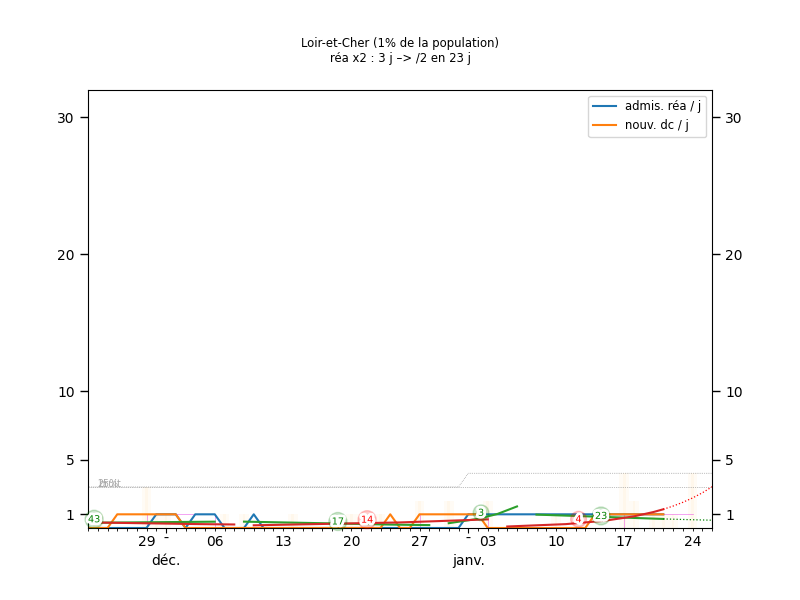 Loir-et-Cher (1% de la population)
réa x2 : 3 j –> /2 en 23 j
admis. réa / j
nouv. dc / j
30 30
20 20
10 10
5 5
1 1
43 17 14 3 4 23
29 - 06 13 20 27 - 03 10 17 24
déc. janv.